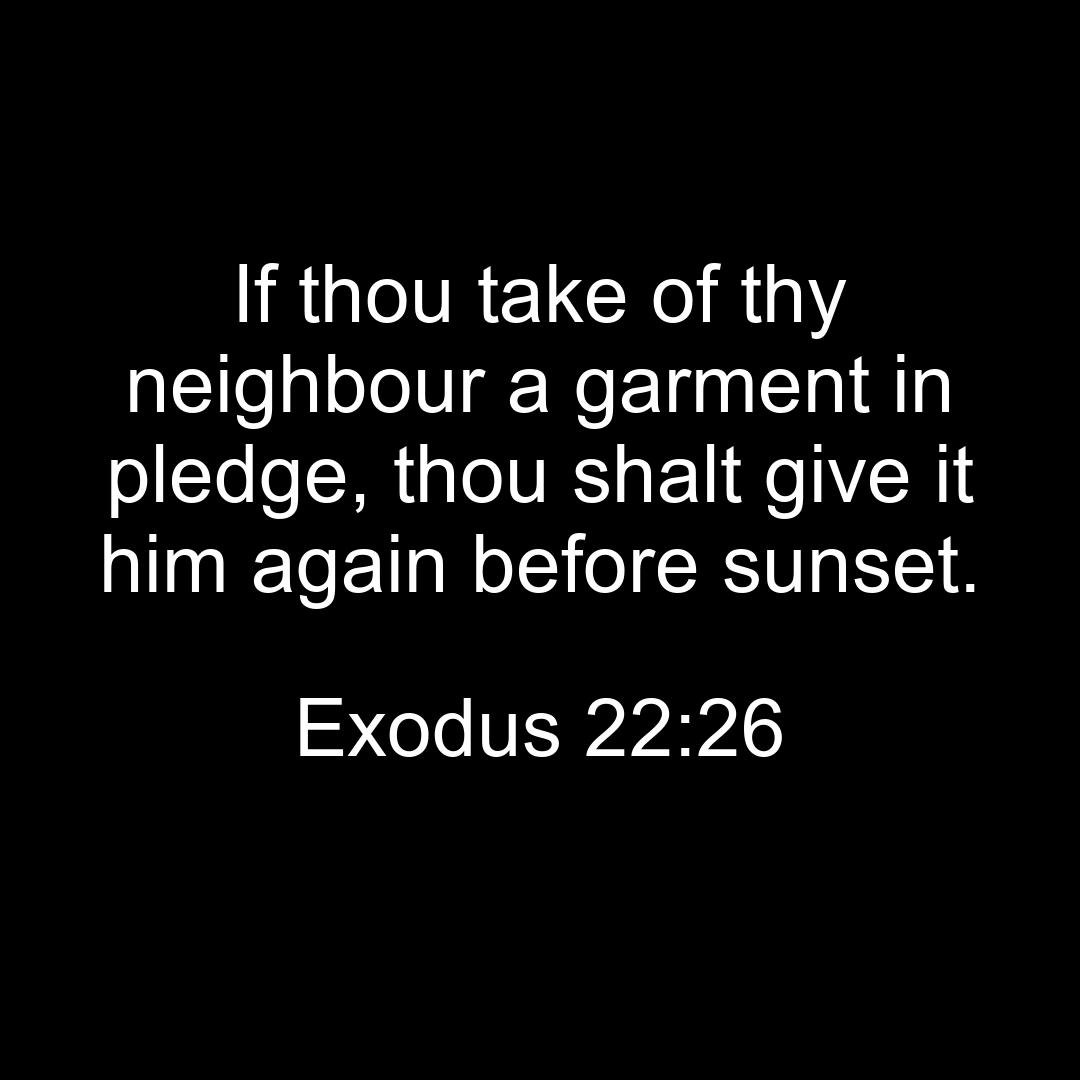 If thou take of thy
neighbour a garment in
pledge, thou shalt give it
him again before sunset.
Exodus 22:26